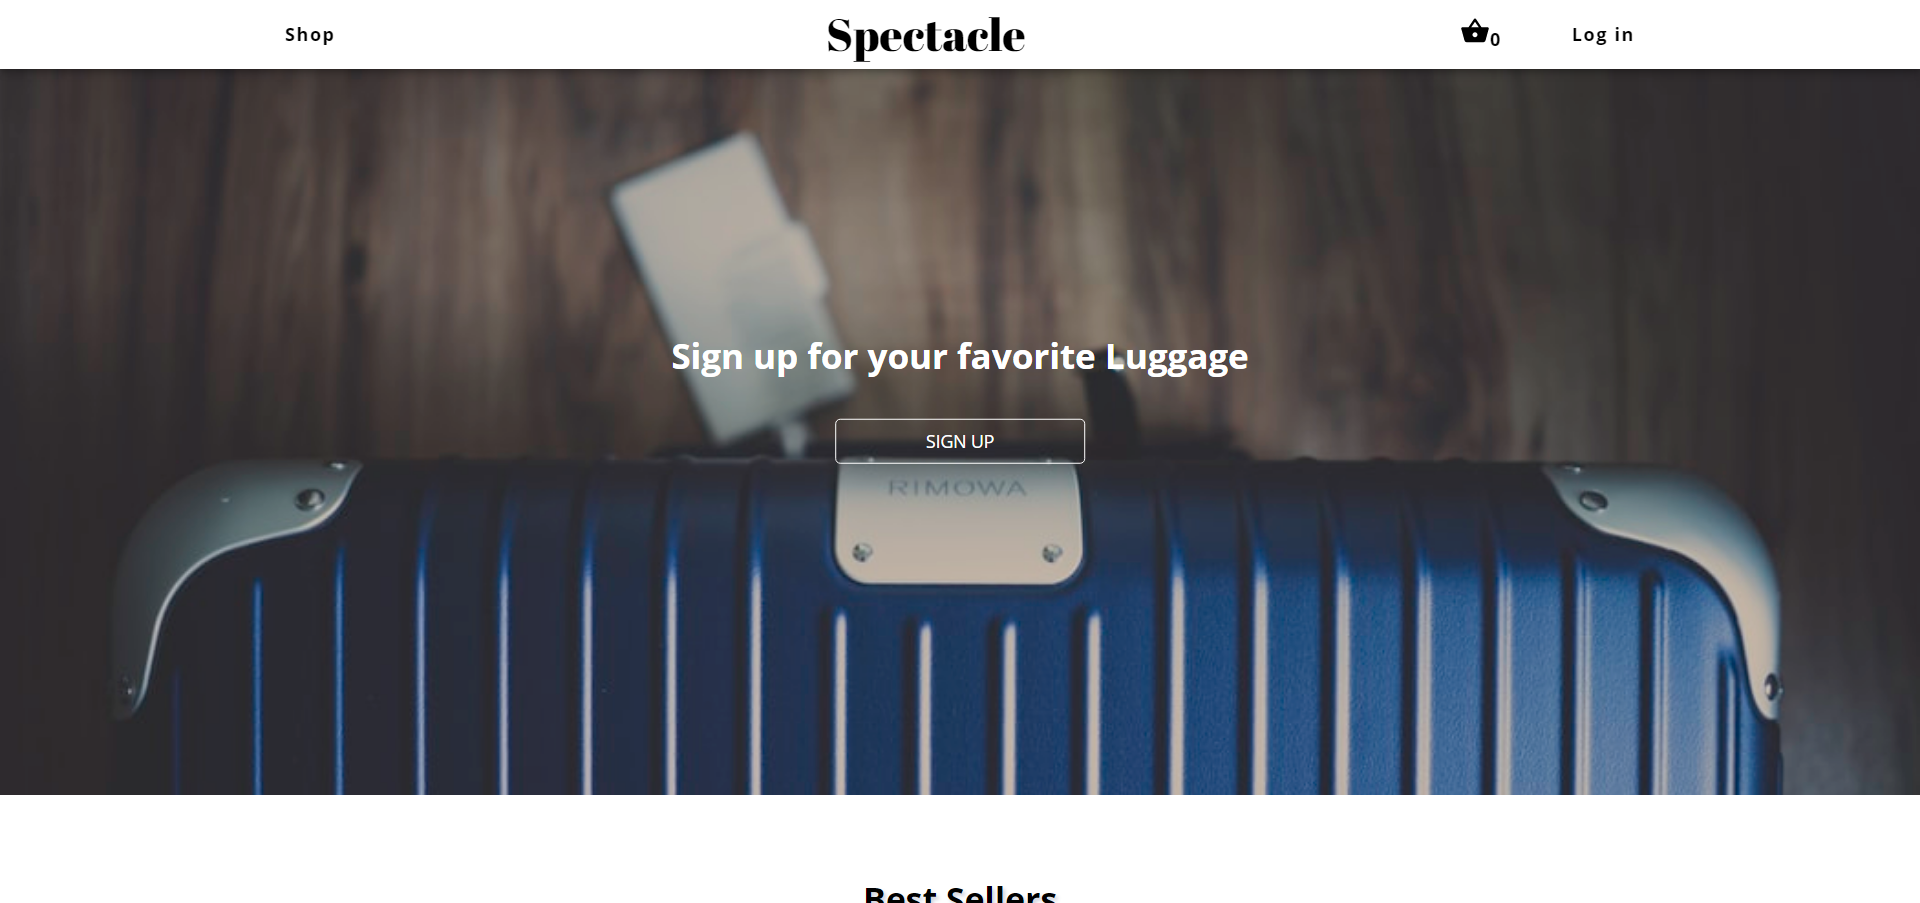 Shop
Spectacle
0
Log in
Sign up for your favorite Luggage
SIGN UP
RIMOWA
Best Sellers